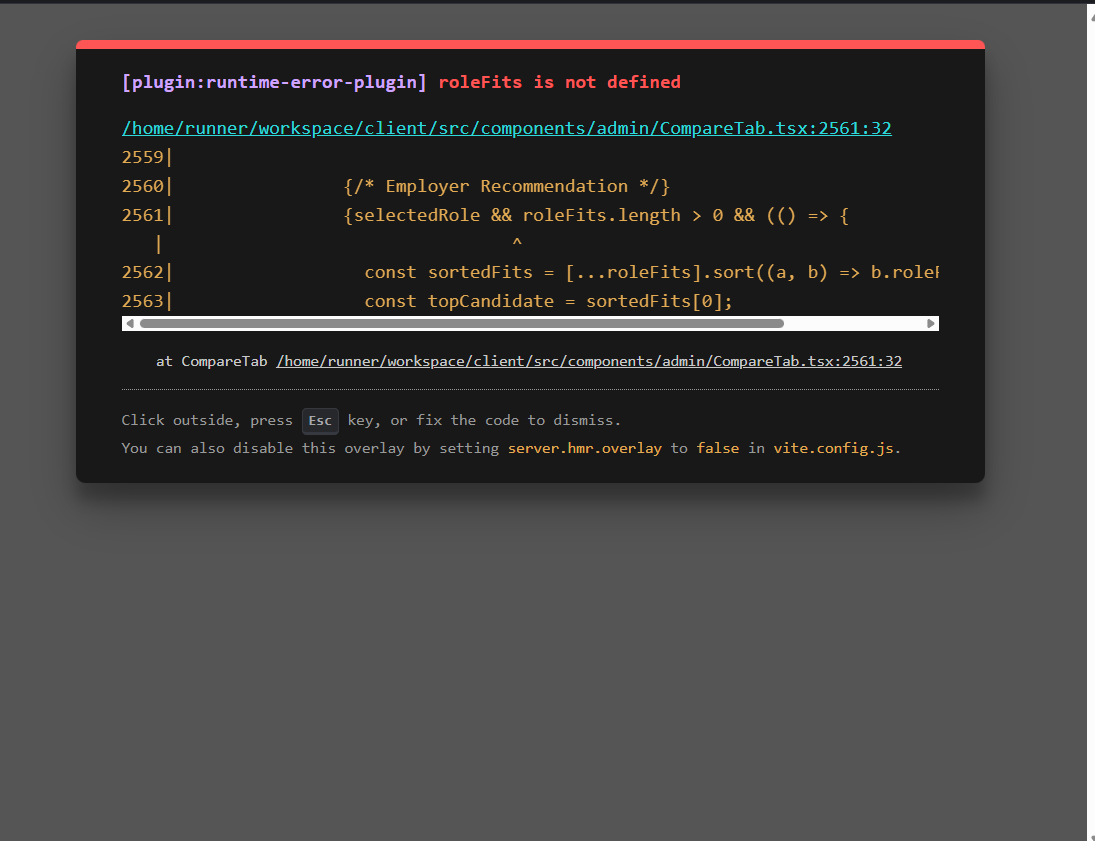 [plugin:runtime-error-plugin] roleFits is not defined
/home/runner/workspace/client/src/components/admin/CompareTab.tsx:2561:32
2559|
2560|                {/* Employer Recommendation */}
2561|                {selectedRole && roleFits.length > 0 && (() => {
   |                                 ^
2562|                  const sortedFits = [...roleFits].sort((a, b) => b.roleF
2563|                  const topCandidate = sortedFits[0];
at CompareTab /home/runner/workspace/client/src/components/admin/CompareTab.tsx:2561:32
Click outside, press Esc key, or fix the code to dismiss.
You can also disable this overlay by setting server.hmr.overlay to false in vite.config.js.